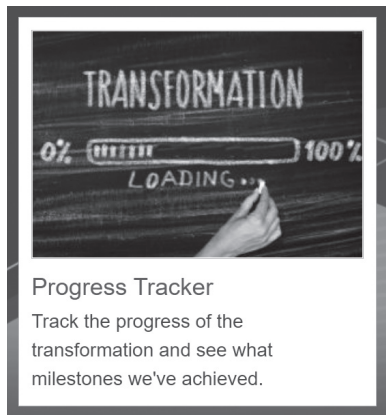 TRANSFORMATION
0% 100%
LOADING...
Progress Tracker
Track the progress of the
transformation and see what
milestones we've achieved.